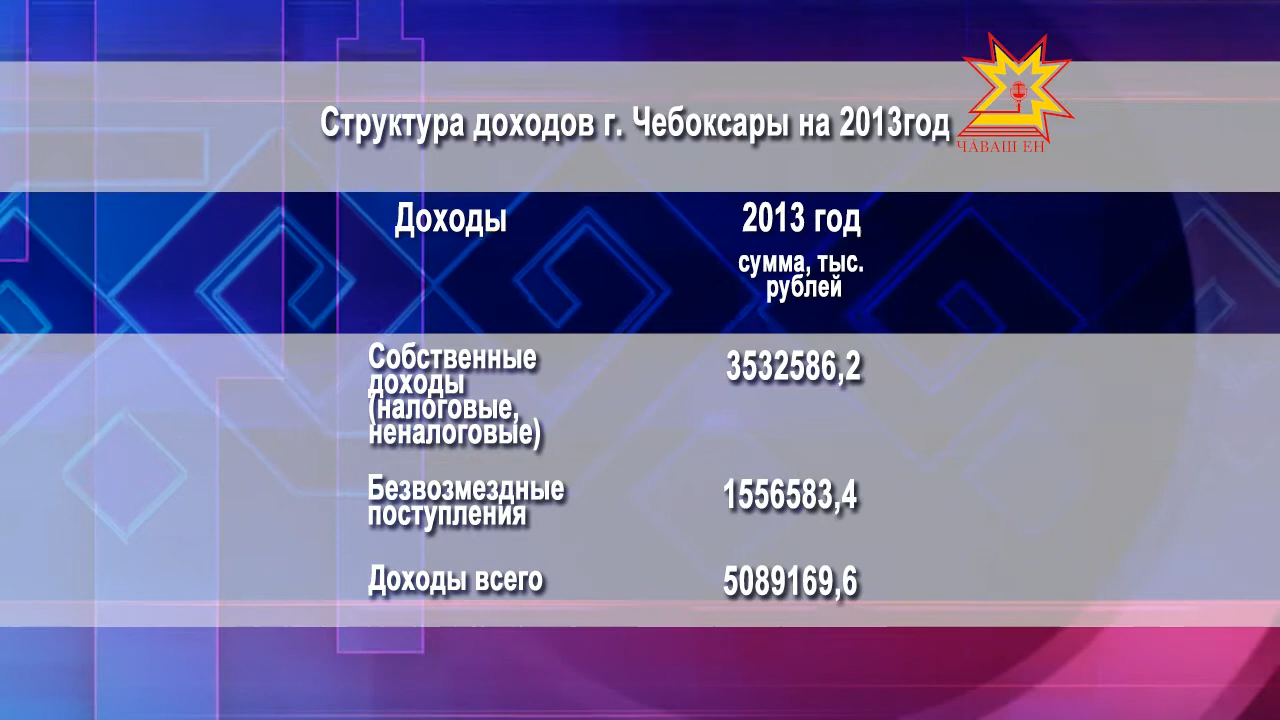 Структура доходов г. Чебоксары на 2013год
ЧӐВАШ ЕН
Доходы
2013 год
сумма, тыс.
рублей
Собственные
доходы
(налоговые,
неналоговые)
3532586,2
Безвозмездные
поступления
1556583,4
Доходы всего
5089169,6